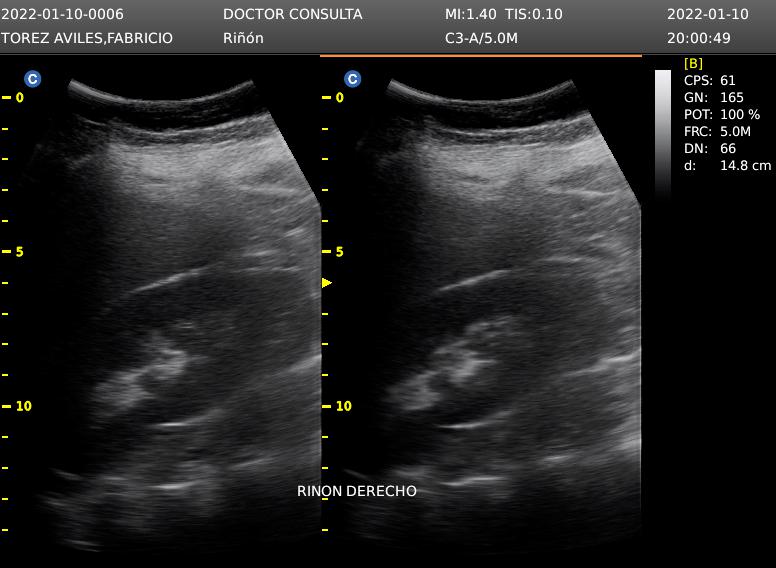 2022-01-10-0006 DOCTOR CONSULTA MI:1.40 TIS:0.10 2022-01-10
TOREZ AVILES,FABRICIO Riñón C3-A/5.0M 20:00:49
C C
[B]
CPS: 61
GN: 165
POT: 100 %
FRC: 5.0M
DN: 66
d: 14.8 cm
0 0
5 5
10 10
RINON DERECHO